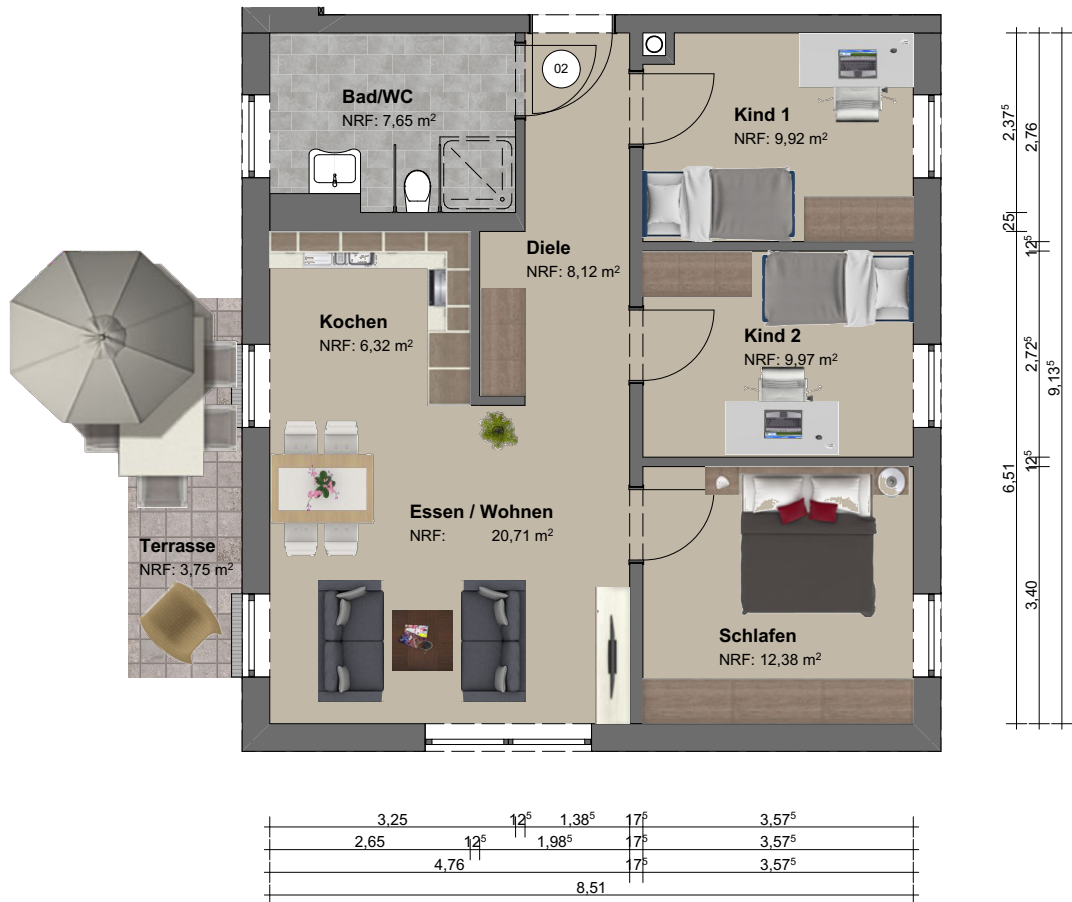 02
Bad/WC
NRF: 7,65 m²
Kind 1
NRF: 9,92 m²
Diele
NRF: 8,12 m²
Kochen
NRF: 6,32 m²
Kind 2
NRF: 9,97 m²
Essen / Wohnen
NRF: 20,71 m²
Terrasse
NRF: 3,75 m²
Schlafen
NRF: 12,38 m²
2,37⁵
25
6,51
2,76
12⁵
2,72⁵
12⁵
3,40
9,13⁵
3,25 12⁵ 1,38⁵ 17⁵ 3,57⁵
2,65 12⁵ 1,98⁵ 17⁵ 3,57⁵
4,76 17⁵ 3,57⁵
8,51